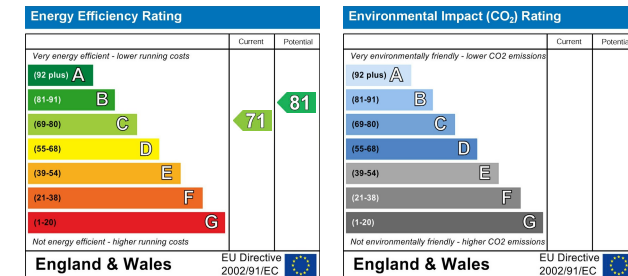 Energy Efficiency Rating
Current Potential
Very energy efficient - lower running costs
(92 plus) A
(81-91) B
(69-80) C
(55-68) D
(39-54) E
(21-38) F
(1-20) G
71
81
Not energy efficient - higher running costs
England & Wales
EU Directive
2002/91/EC
Environmental Impact (CO₂) Rating
Current Potential
Very environmentally friendly - lower CO2 emissions
(92 plus) A
(81-91) B
(69-80) C
(55-68) D
(39-54) E
(21-38) F
(1-20) G
Not environmentally friendly - higher CO2 emissions
England & Wales
EU Directive
2002/91/EC